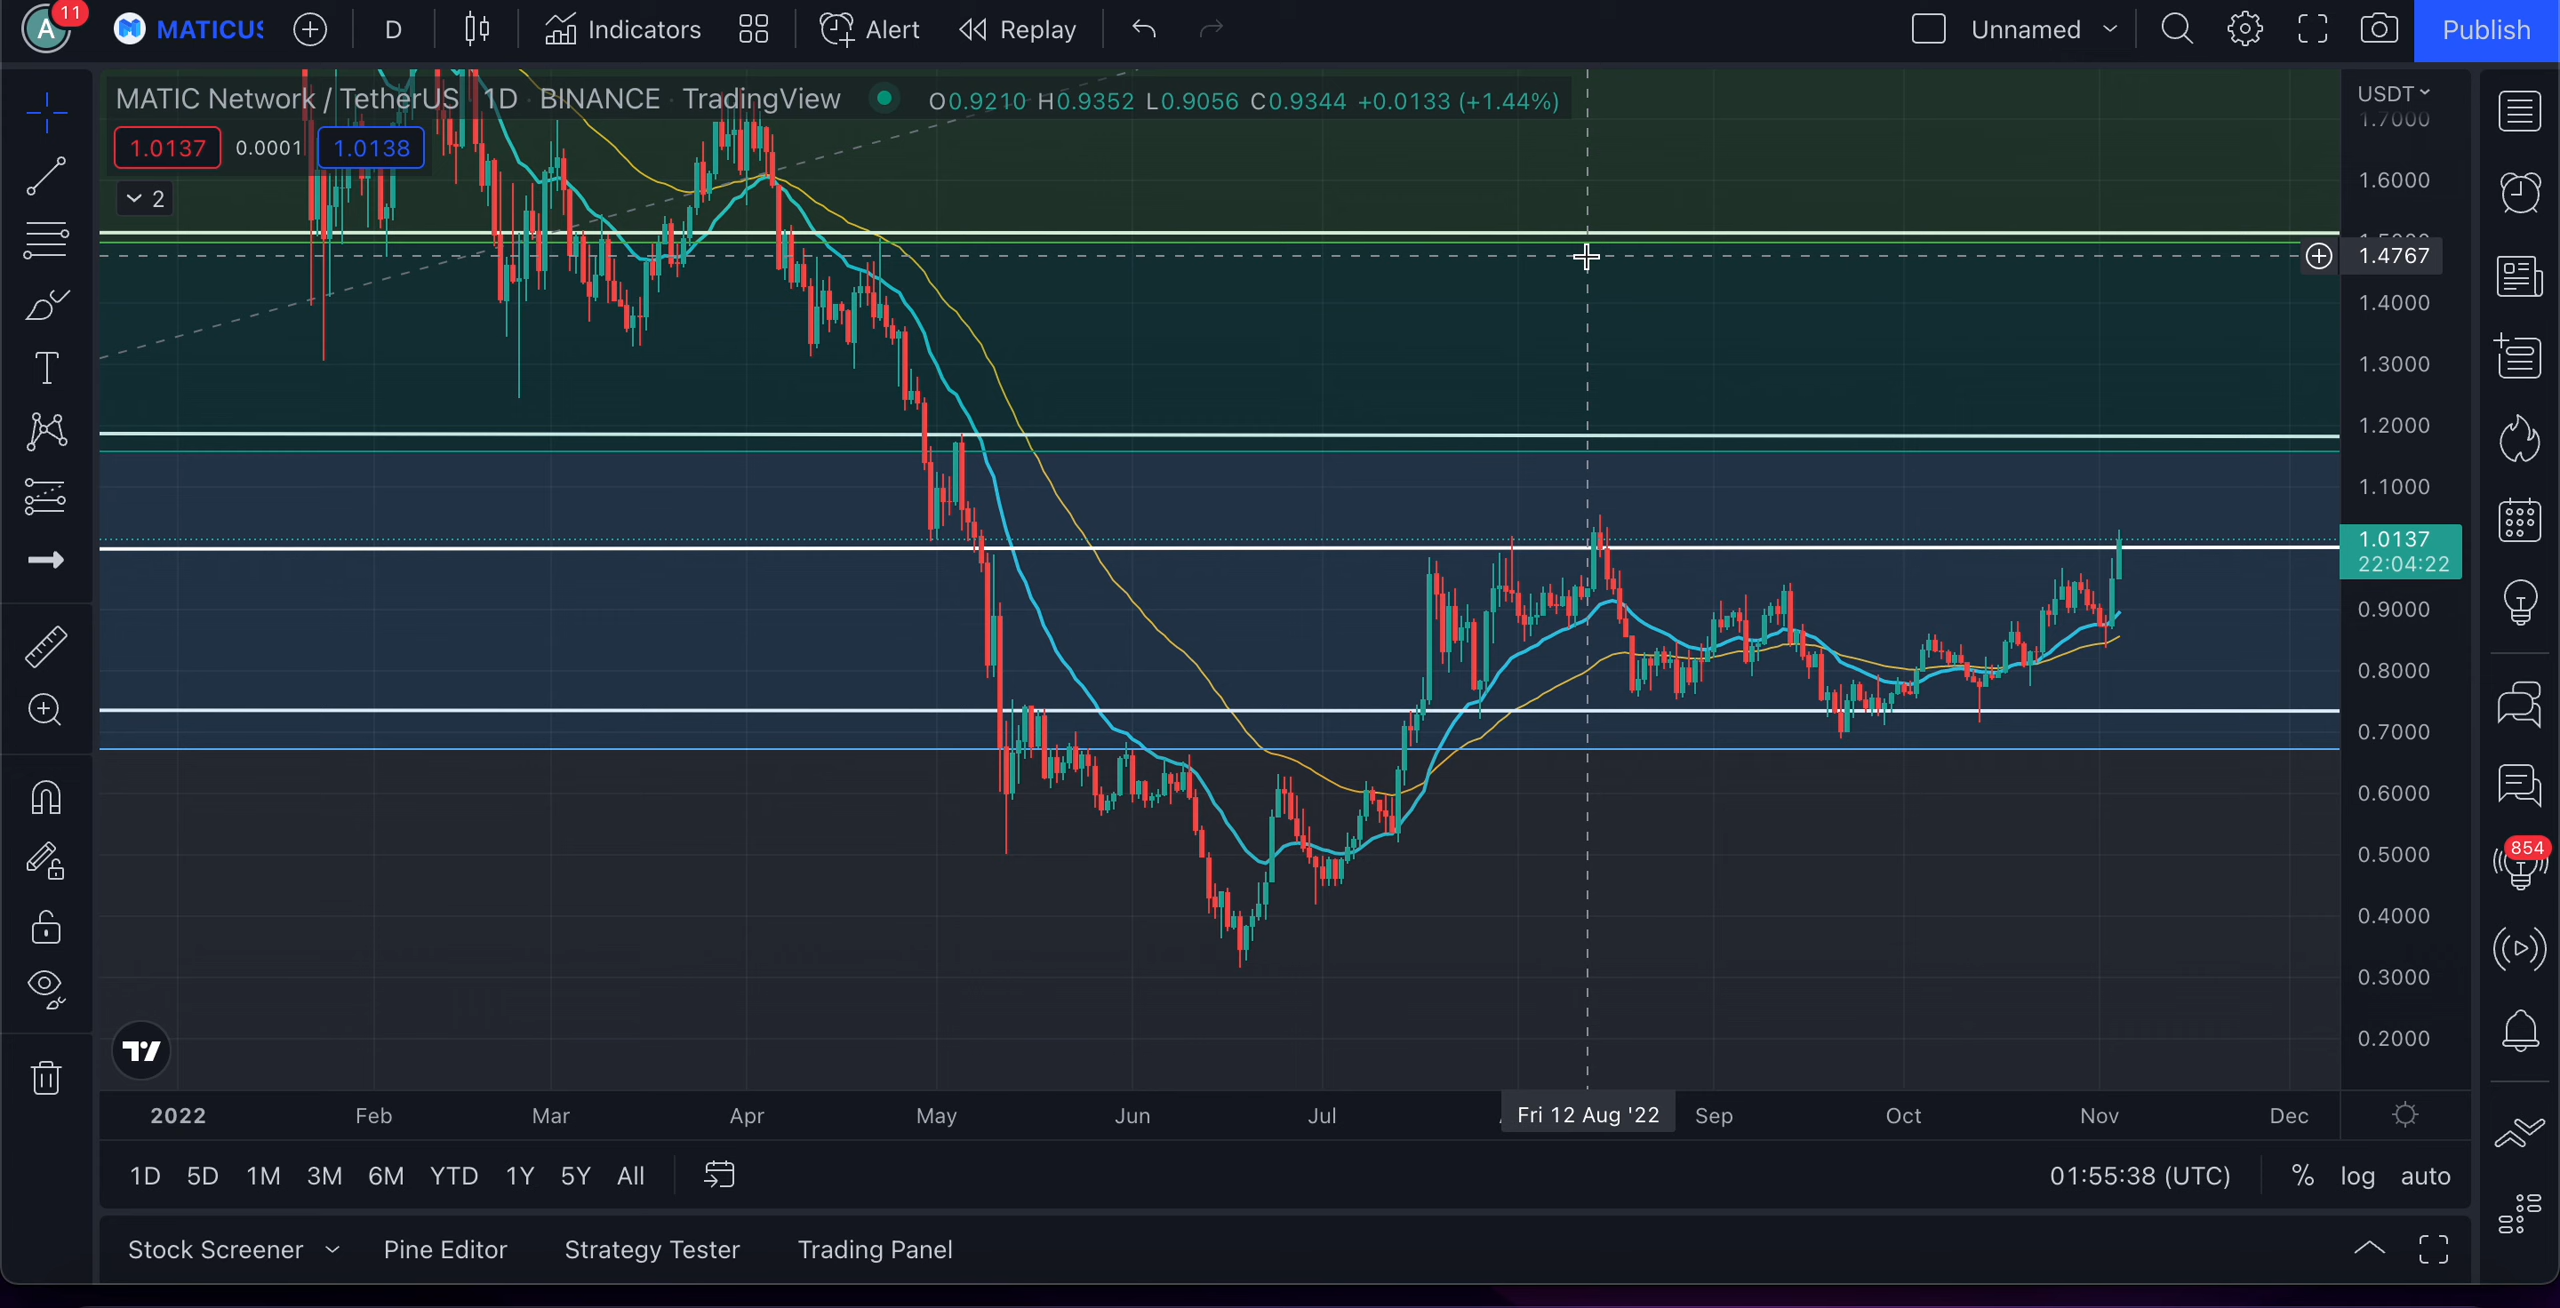 A 11 MATICUS D Indicators Alert Replay Unnamed Publish
MATIC Network / TetherUS 1D BINANCE TradingView O0.9210 H0.9352 L0.9056 C0.9344 +0.0133 (+1.44%)
USDT
1.7000
1.0137 0.0001 1.0138
2
1.6000
1.4767
1.4000
1.3000
1.2000
1.1000
1.0137
22:04:22
0.9000
0.8000
0.7000
0.6000
0.5000
854
0.4000
0.3000
0.2000
2022 Feb Mar Apr May Jun Jul Fri 12 Aug '22 Sep Oct Nov Dec
1D 5D 1M 3M 6M YTD 1Y 5Y All 01:55:38 (UTC) % log auto
Stock Screener Pine Editor Strategy Tester Trading Panel